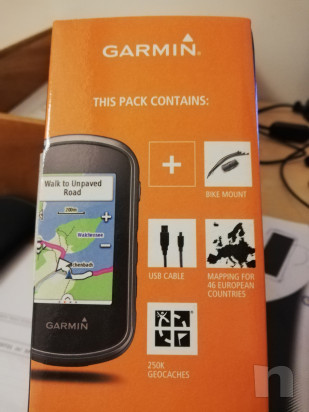 GARMIN
THIS PACK CONTAINS:
Walk to Unpaved
Road
Waldwiesen
GARMIN
+
BIKE MOUNT
USB CABLE
MAPPING FOR
46 EUROPEAN
COUNTRIES
250K
GEOCACHES
n